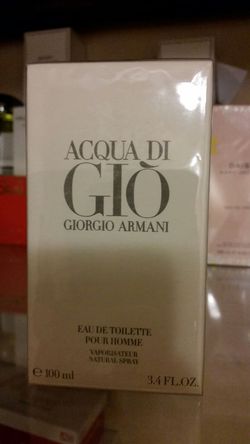 ACQUA DI
GIÒ
GIORGIO ARMANI
EAU DE TOILETTE
POUR HOMME
VAPORISATEUR
NATURAL SPRAY
℮ 100 ml 3.4 FL.OZ.